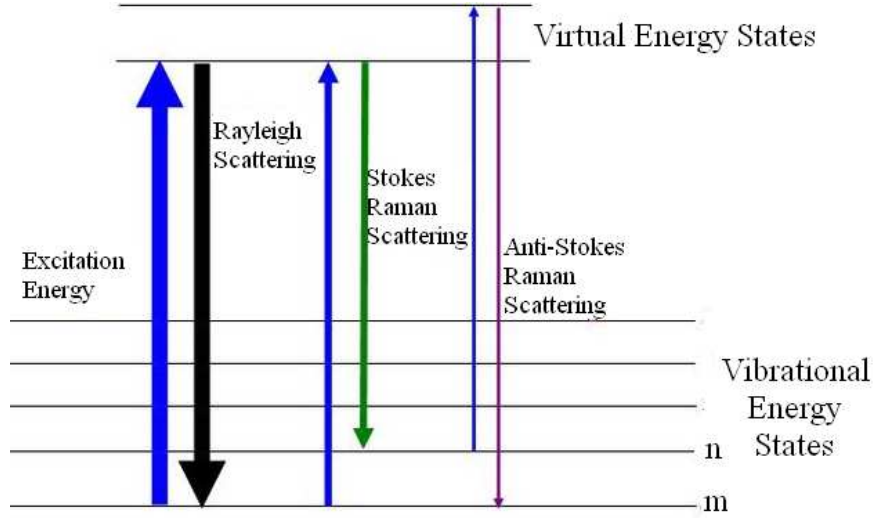 Virtual Energy States
Rayleigh
Scattering
Stokes
Raman
Scattering
Excitation
Energy
Anti-Stokes
Raman
Scattering
Vibrational
Energy
States
n
m